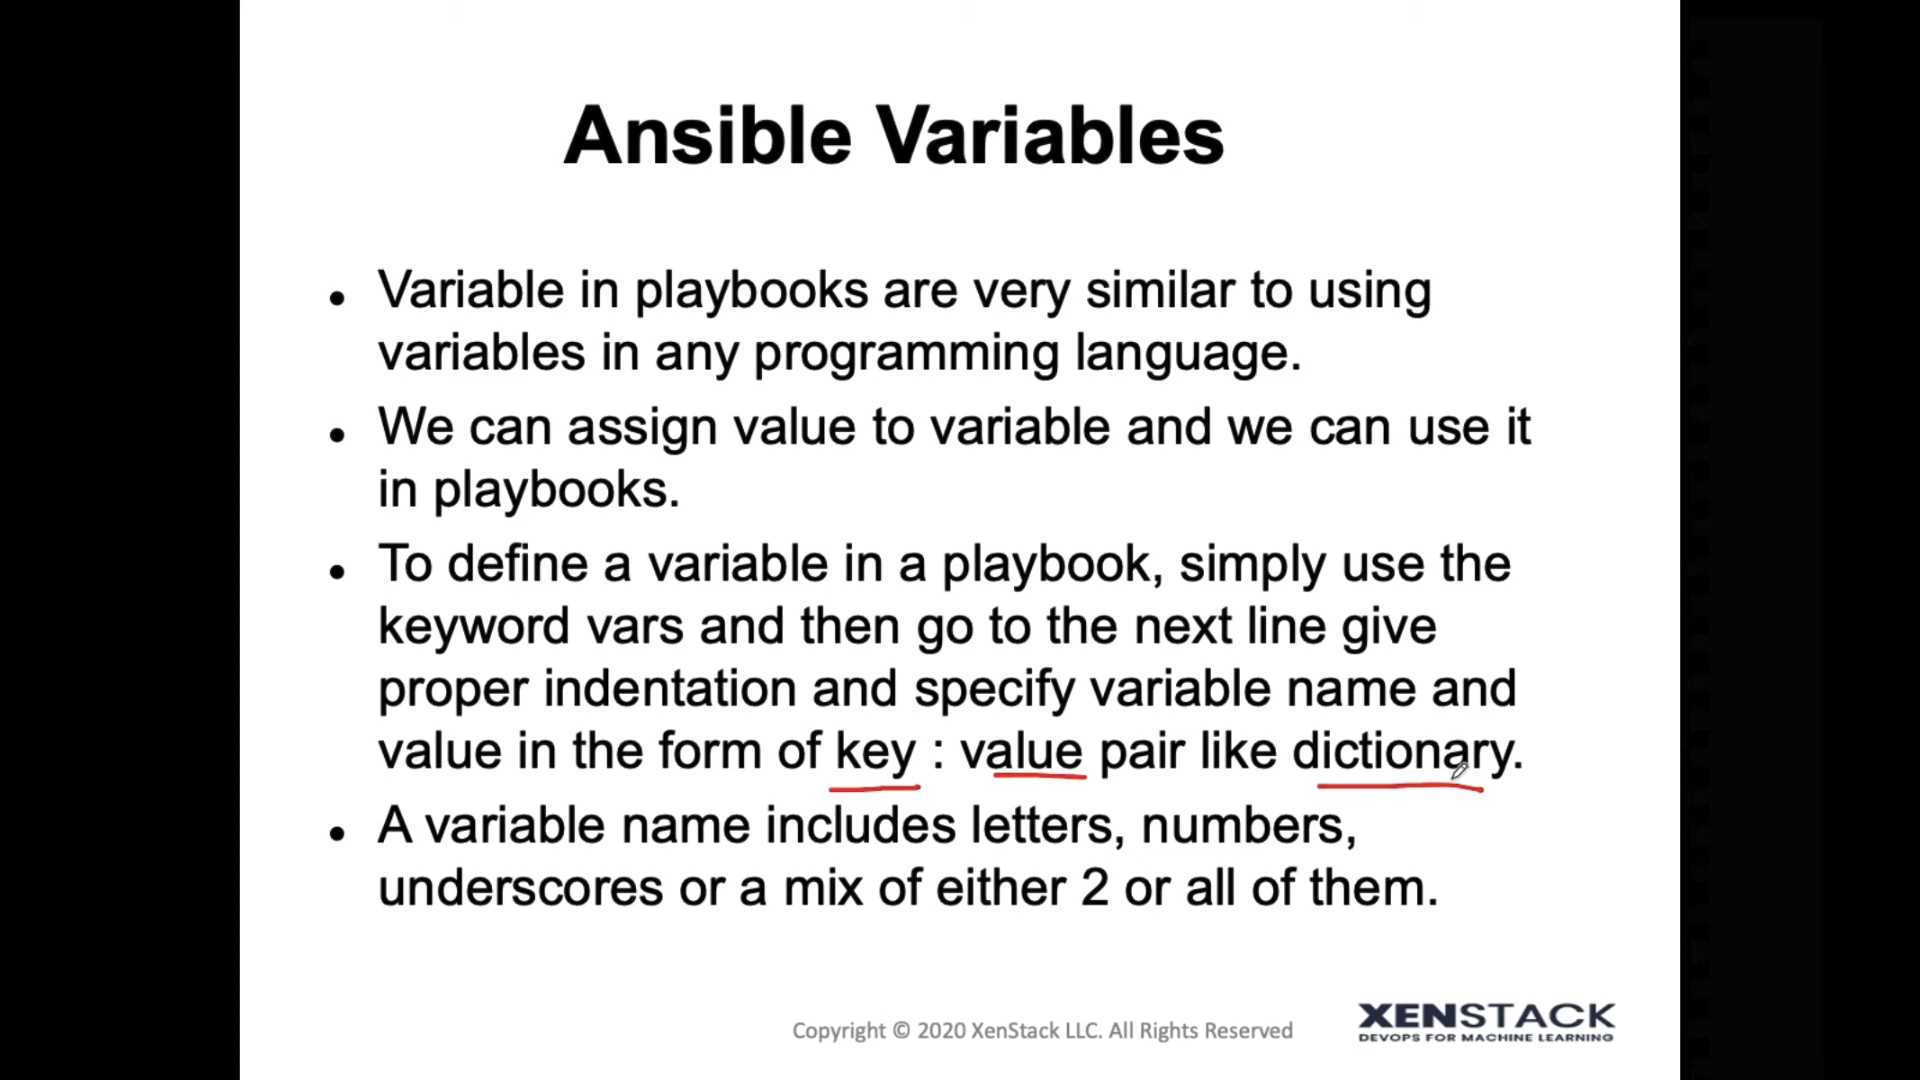 Ansible Variables
• Variable in playbooks are very similar to using
variables in any programming language.
• We can assign value to variable and we can use it
in playbooks.
• To define a variable in a playbook, simply use the
keyword vars and then go to the next line give
proper indentation and specify variable name and
value in the form of key : value pair like dictionary.
• A variable name includes letters, numbers,
underscores or a mix of either 2 or all of them.
Copyright © 2020 XenStack LLC. All Rights Reserved
XENSTACK
DEVOPS FOR MACHINE LEARNING